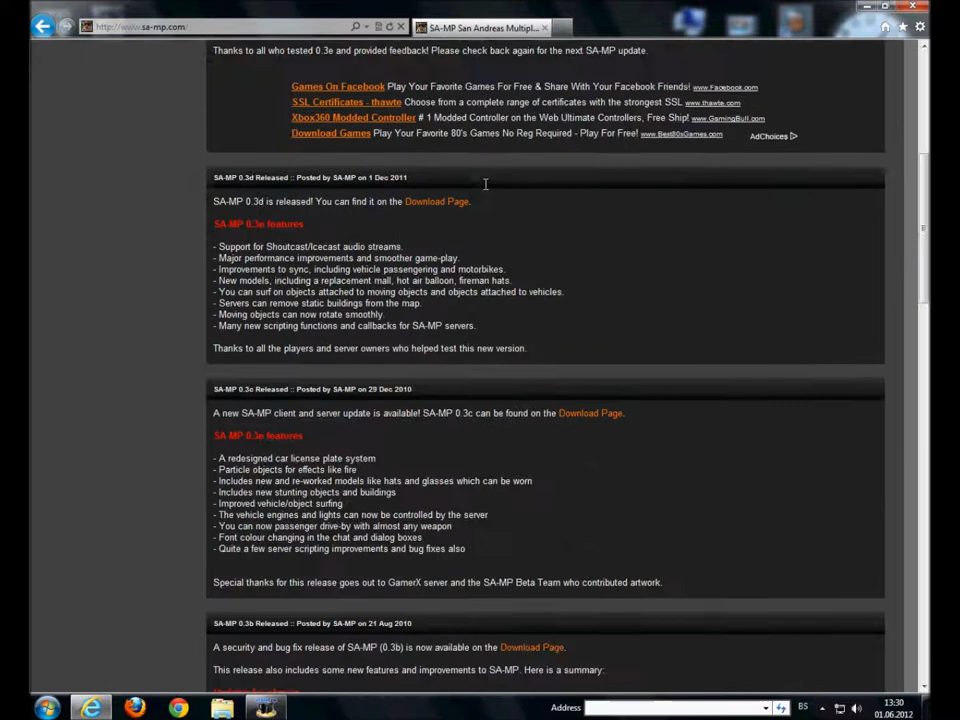 http://www.sa-mp.com
SA-MP San Andreas Multipl...
Thanks to all who tested 0.3e and provided feedback! Please check back again for the next SA-MP update.
Games On Facebook Play Your Favorite Games For Free & Share With Your Facebook Friends! www.Facebook.com
SSL Certificates - thawte Choose from a complete range of certificates with the strongest SSL www.thawte.com
Xbox360 Modded Controller # 1 Modded Controller on the Web Ultimate Controllers, Free Ship! www.GamingBull.com
Download Games Play Your Favorite 80's Games No Reg Required - Play For Free! www.Best80sGames.com
AdChoices
SA-MP 0.3d Released :: Posted by SA-MP on 1 Dec 2011
SA-MP 0.3d is released! You can find it on the Download Page.
SA-MP 0.3e features
- Support for Shoutcast/Icecast audio streams.
- Major performance improvements and smoother game-play.
- Improvements to sync, including vehicle passengering and motorbikes.
- New models, including a replacement mall, hot air balloon, fireman hats.
- You can surf on objects attached to moving objects and objects attached to vehicles.
- Servers can remove static buildings from the map.
- Moving objects can now rotate smoothly.
- Many new scripting functions and callbacks for SA-MP servers.
Thanks to all the players and server owners who helped test this new version.
SA-MP 0.3c Released :: Posted by SA-MP on 29 Dec 2010
A new SA-MP client and server update is available! SA-MP 0.3c can be found on the Download Page.
SA-MP 0.3e features
- A redesigned car license plate system
- Particle objects for effects like fire
- Includes new and re-worked models like hats and glasses which can be worn
- Includes new stunting objects and buildings
- Improved vehicle/object surfing
- The vehicle engines and lights can now be controlled by the server
- You can now passenger drive-by with almost any weapon
- Font colour changing in the chat and dialog boxes
- Quite a few server scripting improvements and bug fixes also
Special thanks for this release goes out to GamerX server and the SA-MP Beta Team who contributed artwork.
SA-MP 0.3b Released :: Posted by SA-MP on 21 Aug 2010
A security and bug fix release of SA-MP (0.3b) is now available on the Download Page.
This release also includes some new features and improvements to SA-MP. Here is a summary:
Address
BS
13:30
01.06.2012